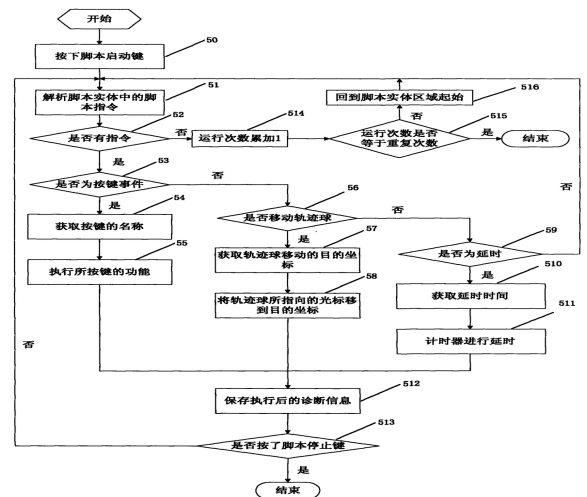 开始
50
按下脚本启动键
51
解析脚本实体中的脚
本指令
52
是否有指令
否
514
运行次数累加1
515
运行次数是否
等于重复次数
是
结束
否
516
回到脚本实体区域起始
是
53
是否为按键事件
否
是
54
获取按键的名称
55
执行所按键的功能
56
是否移动轨迹球
否
是
57
获取轨迹球移动的目的坐
标
58
将轨迹球所指向的光标移
到目的坐标
59
是否为延时
否
是
510
获取延时时间
511
计时器进行延时
512
保存执行后的诊断信息
513
是否按了脚本停止键
否
是
结束